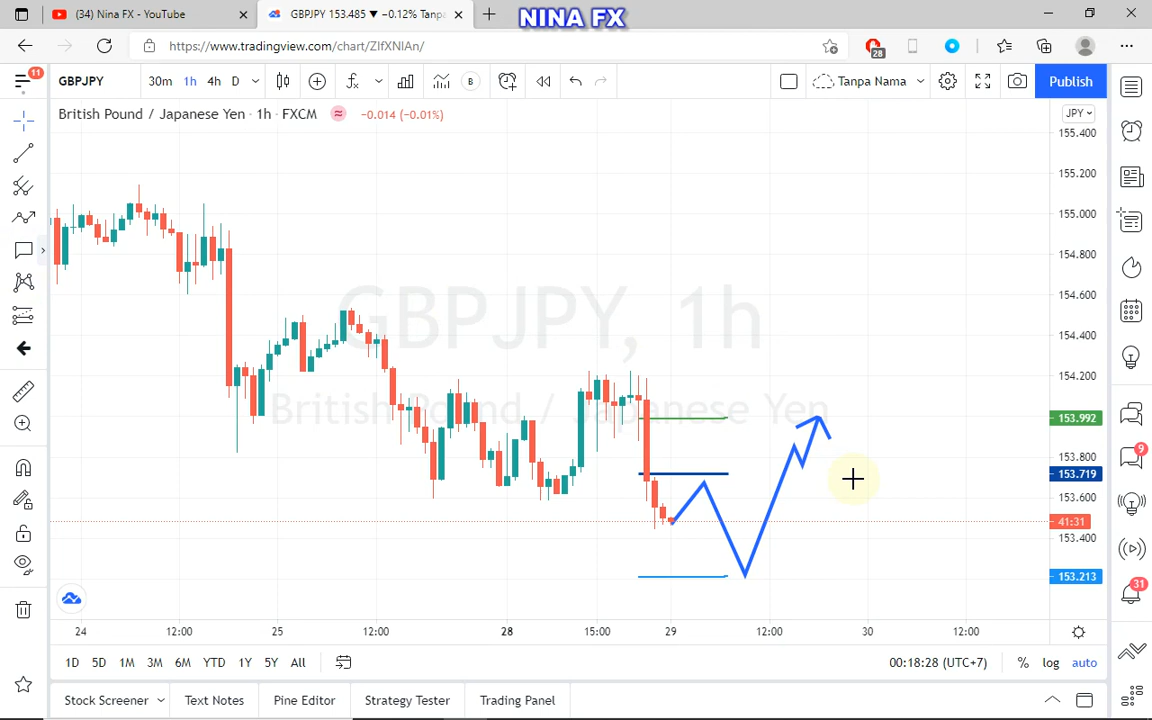 NINA FX
(34) Nina FX - YouTube
GBPJPY 153.485 ▼ −0.12% Tanpa
https://www.tradingview.com/chart/ZIfXNIAn/
28
11
GBPJPY 30m 1h 4h D B Tanpa Nama Publish
British Pound / Japanese Yen · 1h · FXCM ≈ −0.014 (−0.01%)
JPY
155.400
155.200
155.000
154.800
154.600
154.400
154.200
153.992
153.800
153.719
153.600
41:31
153.400
153.213
GBPJPY, 1h
British Pound / Japanese Yen
9
31
24 12:00 25 12:00 28 15:00 29 12:00 30 12:00
1D 5D 1M 3M 6M YTD 1Y 5Y All 00:18:28 (UTC+7) % log auto
Stock Screener Text Notes Pine Editor Strategy Tester Trading Panel